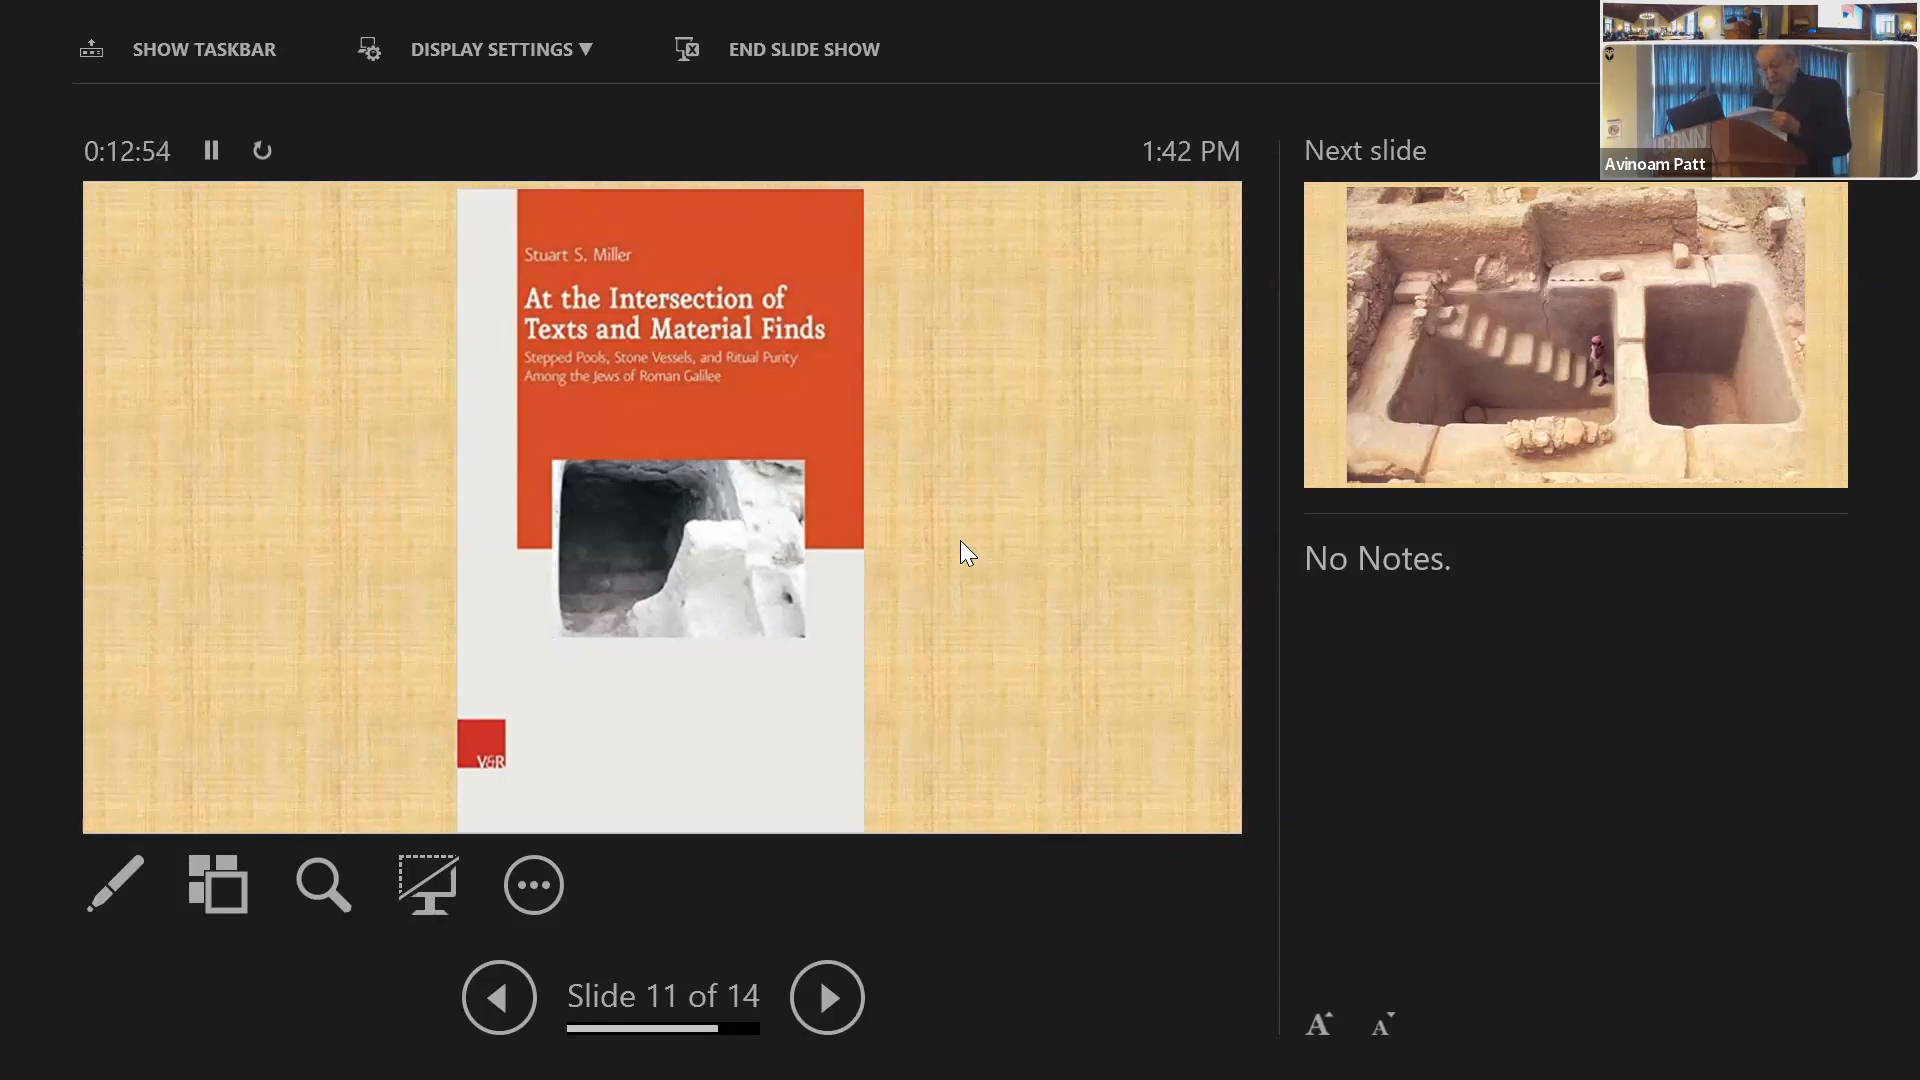 SHOW TASKBAR
DISPLAY SETTINGS ▼
END SLIDE SHOW
0:12:54
1:42 PM
Next slide
UCONN
Avinoam Patt
Stuart S. Miller
At the Intersection of
Texts and Material Finds
Stepped Pools, Stone Vessels, and Ritual Purity
Among the Jews of Roman Galilee
V&R
No Notes.
Slide 11 of 14
A
A